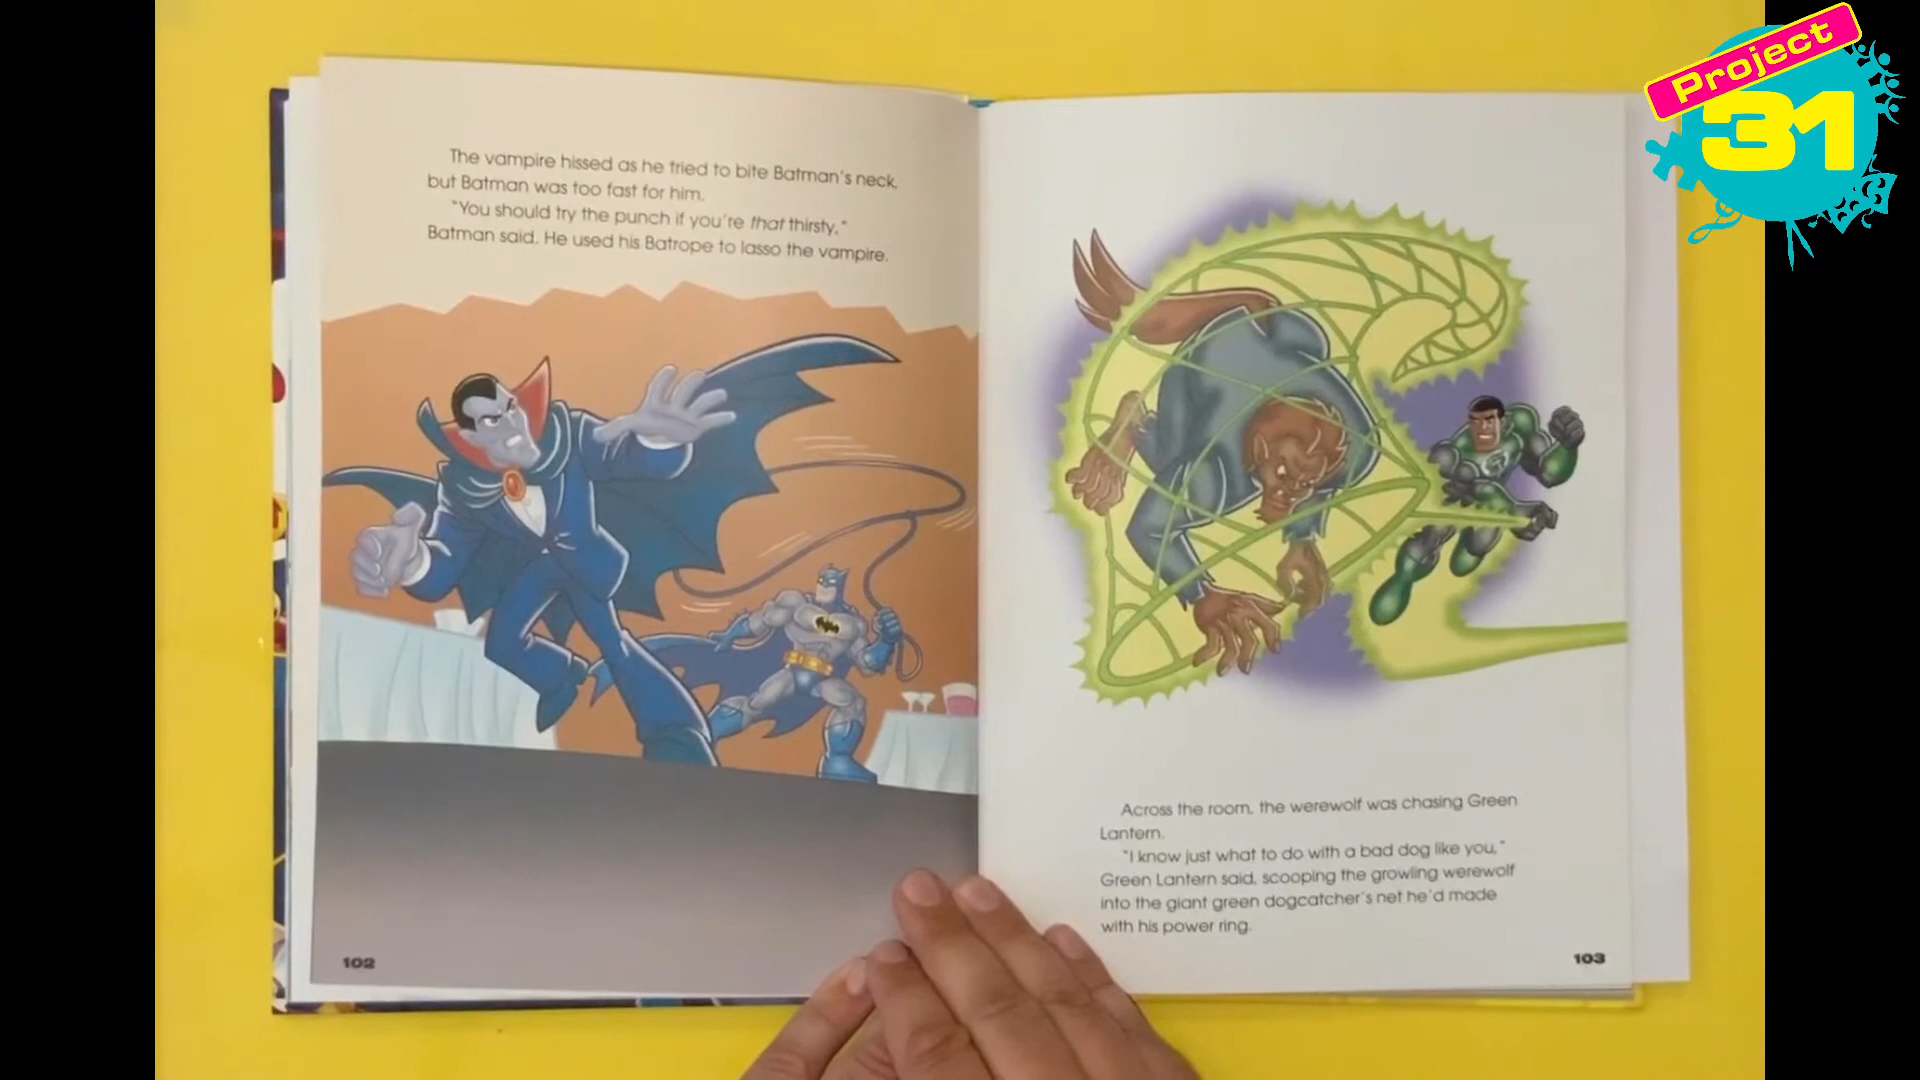 The vampire hissed as he tried to bite Batman's neck,
but Batman was too fast for him.
"You should try the punch if you're that thirsty,"
Batman said. He used his Batrope to lasso the vampire.
102
Across the room, the werewolf was chasing Green
Lantern.
"I know just what to do with a bad dog like you,"
Green Lantern said, scooping the growling werewolf
into the giant green dogcatcher's net he'd made
with his power ring.
103
Project
31